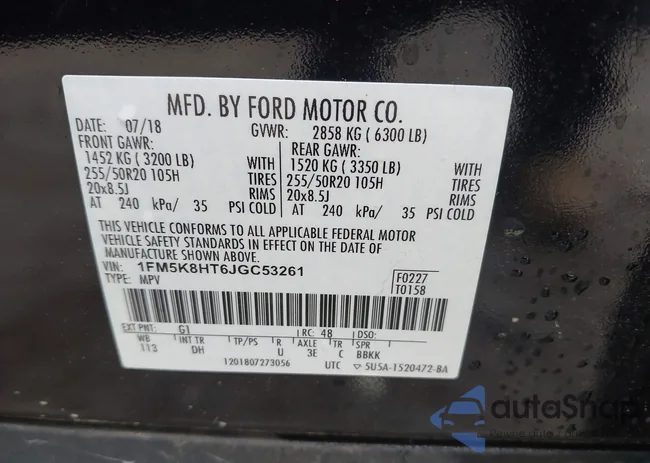 MFD. BY FORD MOTOR CO.
DATE: 07/18 GVWR: 2858 KG ( 6300 LB)
FRONT GAWR: REAR GAWR:
1452 KG ( 3200 LB) 1520 KG ( 3350 LB)
255/50R20 105H TIRES 255/50R20 105H TIRES
20x8.5J RIMS 20x8.5J RIMS
AT 240 kPa/ 35 PSI COLD AT 240 kPa/ 35 PSI COLD
THIS VEHICLE CONFORMS TO ALL APPLICABLE FEDERAL MOTOR
VEHICLE SAFETY STANDARDS IN EFFECT ON THE DATE OF
MANUFACTURE SHOWN ABOVE.
VIN: 1FM5K8HT6JGC53261
TYPE: MPV
F0227
T0158
EXT PNT: G1 RC: 48 DSO:
WB INT TR TP/PS R AXLE TR SPR
113 DH U 3E C BBKK
1201807273056 UTC 5U5A-1520472-BA
autaShop